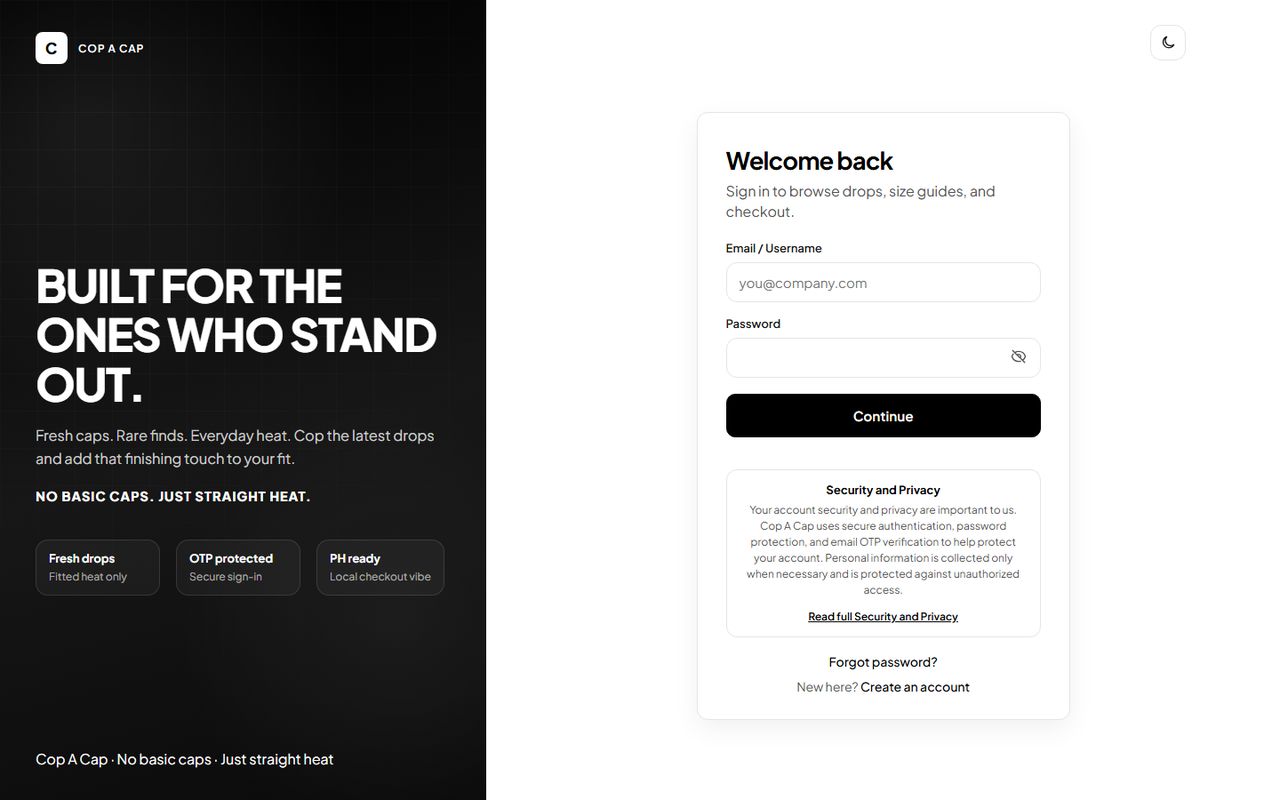 C
COP A CAP
BUILT FOR THE
ONES WHO STAND
OUT.
Fresh caps. Rare finds. Everyday heat. Cop the latest drops
and add that finishing touch to your fit.
NO BASIC CAPS. JUST STRAIGHT HEAT.
Fresh drops
Fitted heat only
OTP protected
Secure sign-in
PH ready
Local checkout vibe
Cop A Cap · No basic caps · Just straight heat
Welcome back
Sign in to browse drops, size guides, and
checkout.
Email / Username
you@company.com
Password
Continue
Security and Privacy
Your account security and privacy are important to us.
Cop A Cap uses secure authentication, password
protection, and email OTP verification to help protect
your account. Personal information is collected only
when necessary and is protected against unauthorized
access.
Read full Security and Privacy
Forgot password?
New here? Create an account